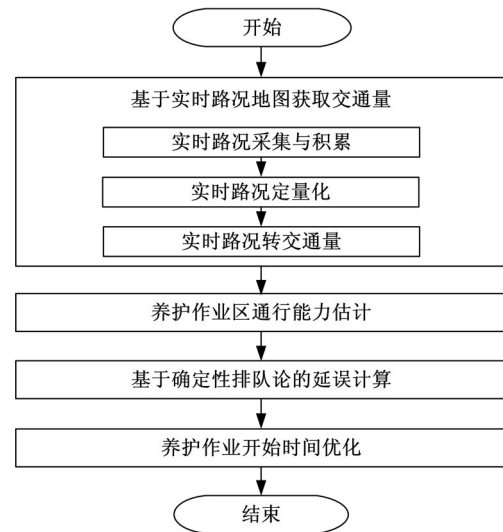 开始
基于实时路况地图获取交通量
实时路况采集与积累
实时路况定量化
实时路况转交通量
养护作业区通行能力估计
基于确定性排队论的延误计算
养护作业开始时间优化
结束